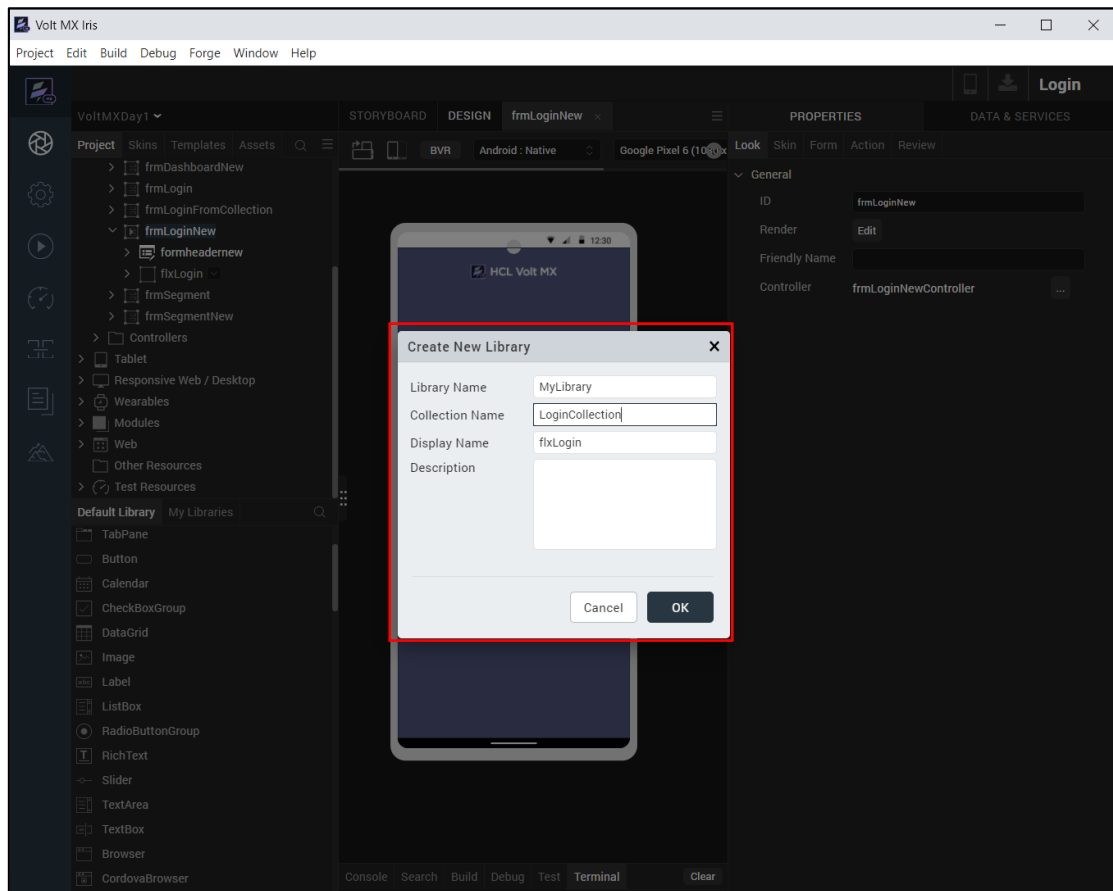 Volt MX Iris
Project Edit Build Debug Forge Window Help
Login
VoltMXDay1
STORYBOARD DESIGN frmLoginNew ×
PROPERTIES DATA & SERVICES
Project Skins Templates Assets
BVR Android : Native Google Pixel 6
Look Skin Form Action Review
frmDashboardNew
frmLogin
frmLoginFromCollection
frmLoginNew
formheadernew
flxLogin
frmSegment
frmSegmentNew
Controllers
Tablet
Responsive Web / Desktop
Wearables
Modules
Web
Other Resources
Test Resources
General
ID frmLoginNew
Render Edit
Friendly Name
Controller frmLoginNewController ...
12:30
HCL Volt MX
Create New Library
Library Name MyLibrary
Collection Name LoginCollection
Display Name flxLogin
Description
Cancel OK
Default Library My Libraries
TabPane
Button
Calendar
CheckBoxGroup
DataGrid
Image
Label
ListBox
RadioButtonGroup
RichText
Slider
TextArea
TextBox
Browser
CordovaBrowser
Console Search Build Debug Test Terminal Clear